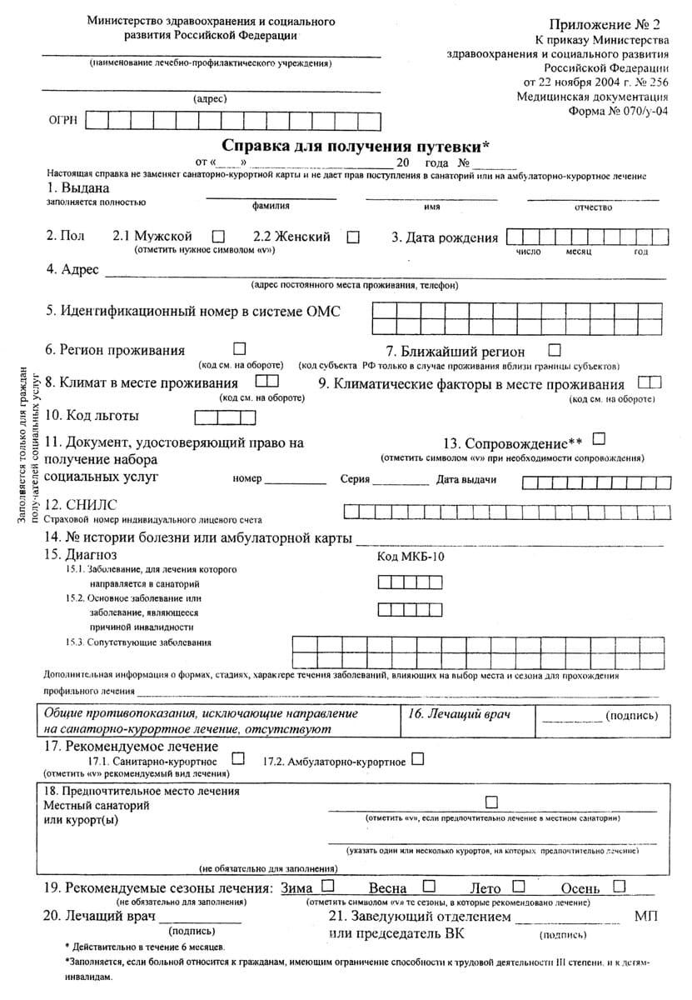 Министерство здравоохранения и социального
развития Российской Федерации
(наименование лечебно-профилактического учреждения)
(адрес)
ОГРН
Приложение № 2
К приказу Министерства
здравоохранения и социального развития
Российской Федерации
от 22 ноября 2004 г. № 256
Медицинская документация
Форма № 070/у-04
Справка для получения путевки*
от «___» ____________ 20 года № ______
Настоящая справка не заменяет санаторно-курортной карты и не дает прав поступления в санаторий или на амбулаторно-курортное лечение
1. Выдана
заполняется полностью фамилия имя отчество
2. Пол 2.1 Мужской 2.2 Женский 3. Дата рождения
(отметить нужное символом «v») число месяц год
4. Адрес
(адрес постоянного места проживания, телефон)
5. Идентификационный номер в системе ОМС
Заполняется только для граждан
получателей социальных услуг
6. Регион проживания 7. Ближайший регион
(код см. на обороте) (код субъекта РФ только в случае проживания вблизи границы субъектов)
8. Климат в месте проживания 9. Климатические факторы в месте проживания
(код см. на обороте) (код см. на обороте)
10. Код льготы
11. Документ, удостоверяющий право на 13. Сопровождение**
получение набора (отметить символом «v» при необходимости сопровождения)
социальных услуг номер ________ Серия ________ Дата выдачи
12. СНИЛС
Страховой номер индивидуального лицевого счета
14. № истории болезни или амбулаторной карты
15. Диагноз Код МКБ-10
15.1. Заболевание, для лечения которого
направляется в санаторий
15.2. Основное заболевание или
заболевание, являющееся
причиной инвалидности
15.3. Сопутствующие заболевания
Дополнительная информация о формах, стадиях, характере течения заболеваний, влияющих на выбор места и сезона для прохождения
профильного лечения
Общие противопоказания, исключающие направление
на санаторно-курортное лечение, отсутствуют
16. Лечащий врач ________ (подпись)
17. Рекомендуемое лечение
17.1. Санитарно-курортное 17.2. Амбулаторно-курортное
(отметить «v» рекомендуемый вид лечения)
18. Предпочтительное место лечения
Местный санаторий
или курорт(ы) (отметить «v», если предпочтительно лечение в местном санатории)
(указать один или несколько курортов, на которых предпочтительно лечение)
(не обязательно для заполнения)
19. Рекомендуемые сезоны лечения: Зима Весна Лето Осень
(не обязательно для заполнения) (отметить символом «v» те сезоны, в которые рекомендовано лечение)
20. Лечащий врач ________ 21. Заведующий отделением ________ МП
(подпись) или председатель ВК (подпись)
* Действительно в течение 6 месяцев.
*Заполняется, если больной относится к гражданам, имеющим ограничение способности к трудовой деятельности III степени, и к детям-
инвалидам.